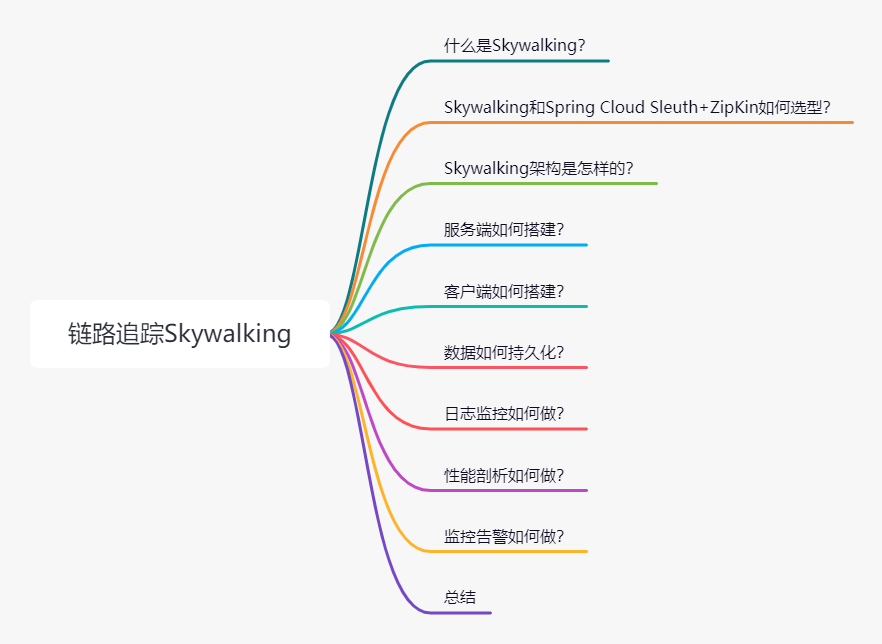 什么是Skywalking？
Skywalking和Spring Cloud Sleuth+ZipKin如何选型？
Skywalking架构是怎样的？
服务端如何搭建？
客户端如何搭建？
链路追踪Skywalking
数据如何持久化？
日志监控如何做？
性能剖析如何做？
监控告警如何做？
总结